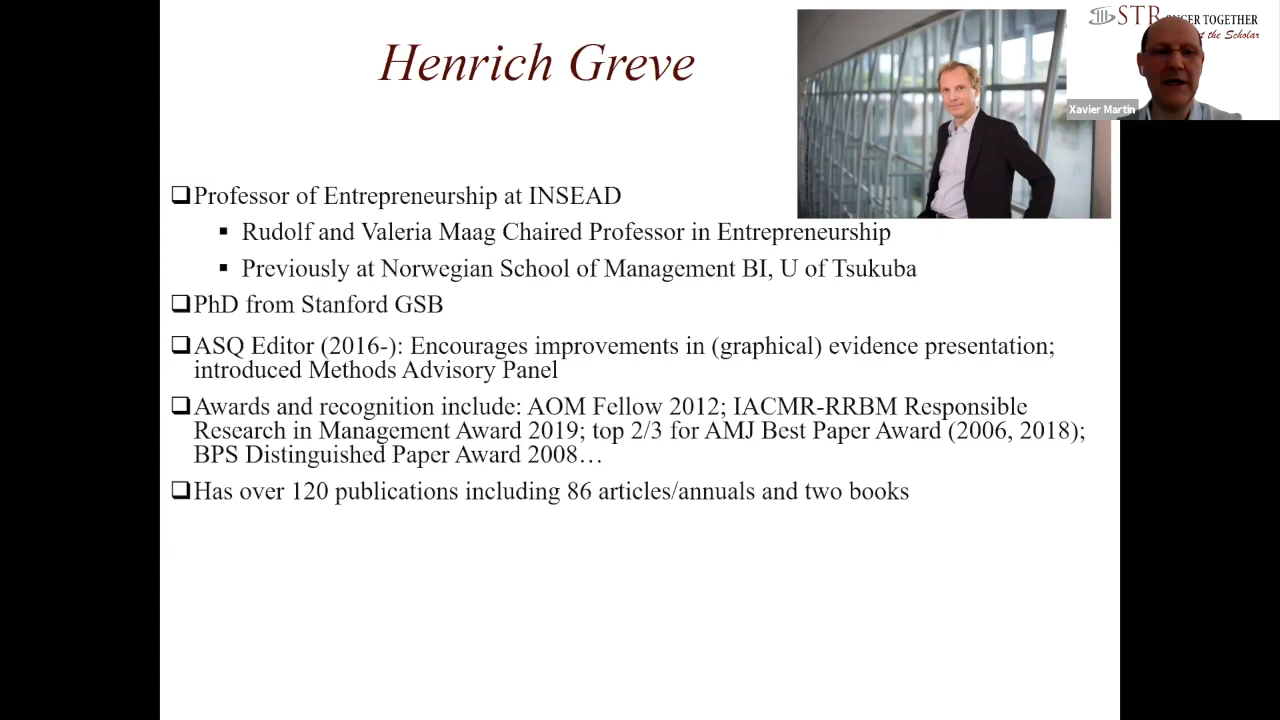 Henrich Greve
STR NGER TOGETHER
the Scholar
Xavier Martin
❑Professor of Entrepreneurship at INSEAD
▪ Rudolf and Valeria Maag Chaired Professor in Entrepreneurship
▪ Previously at Norwegian School of Management BI, U of Tsukuba
❑PhD from Stanford GSB
❑ASQ Editor (2016-): Encourages improvements in (graphical) evidence presentation;
introduced Methods Advisory Panel
❑Awards and recognition include: AOM Fellow 2012; IACMR-RRBM Responsible
Research in Management Award 2019; top 2/3 for AMJ Best Paper Award (2006, 2018);
BPS Distinguished Paper Award 2008…
❑Has over 120 publications including 86 articles/annuals and two books